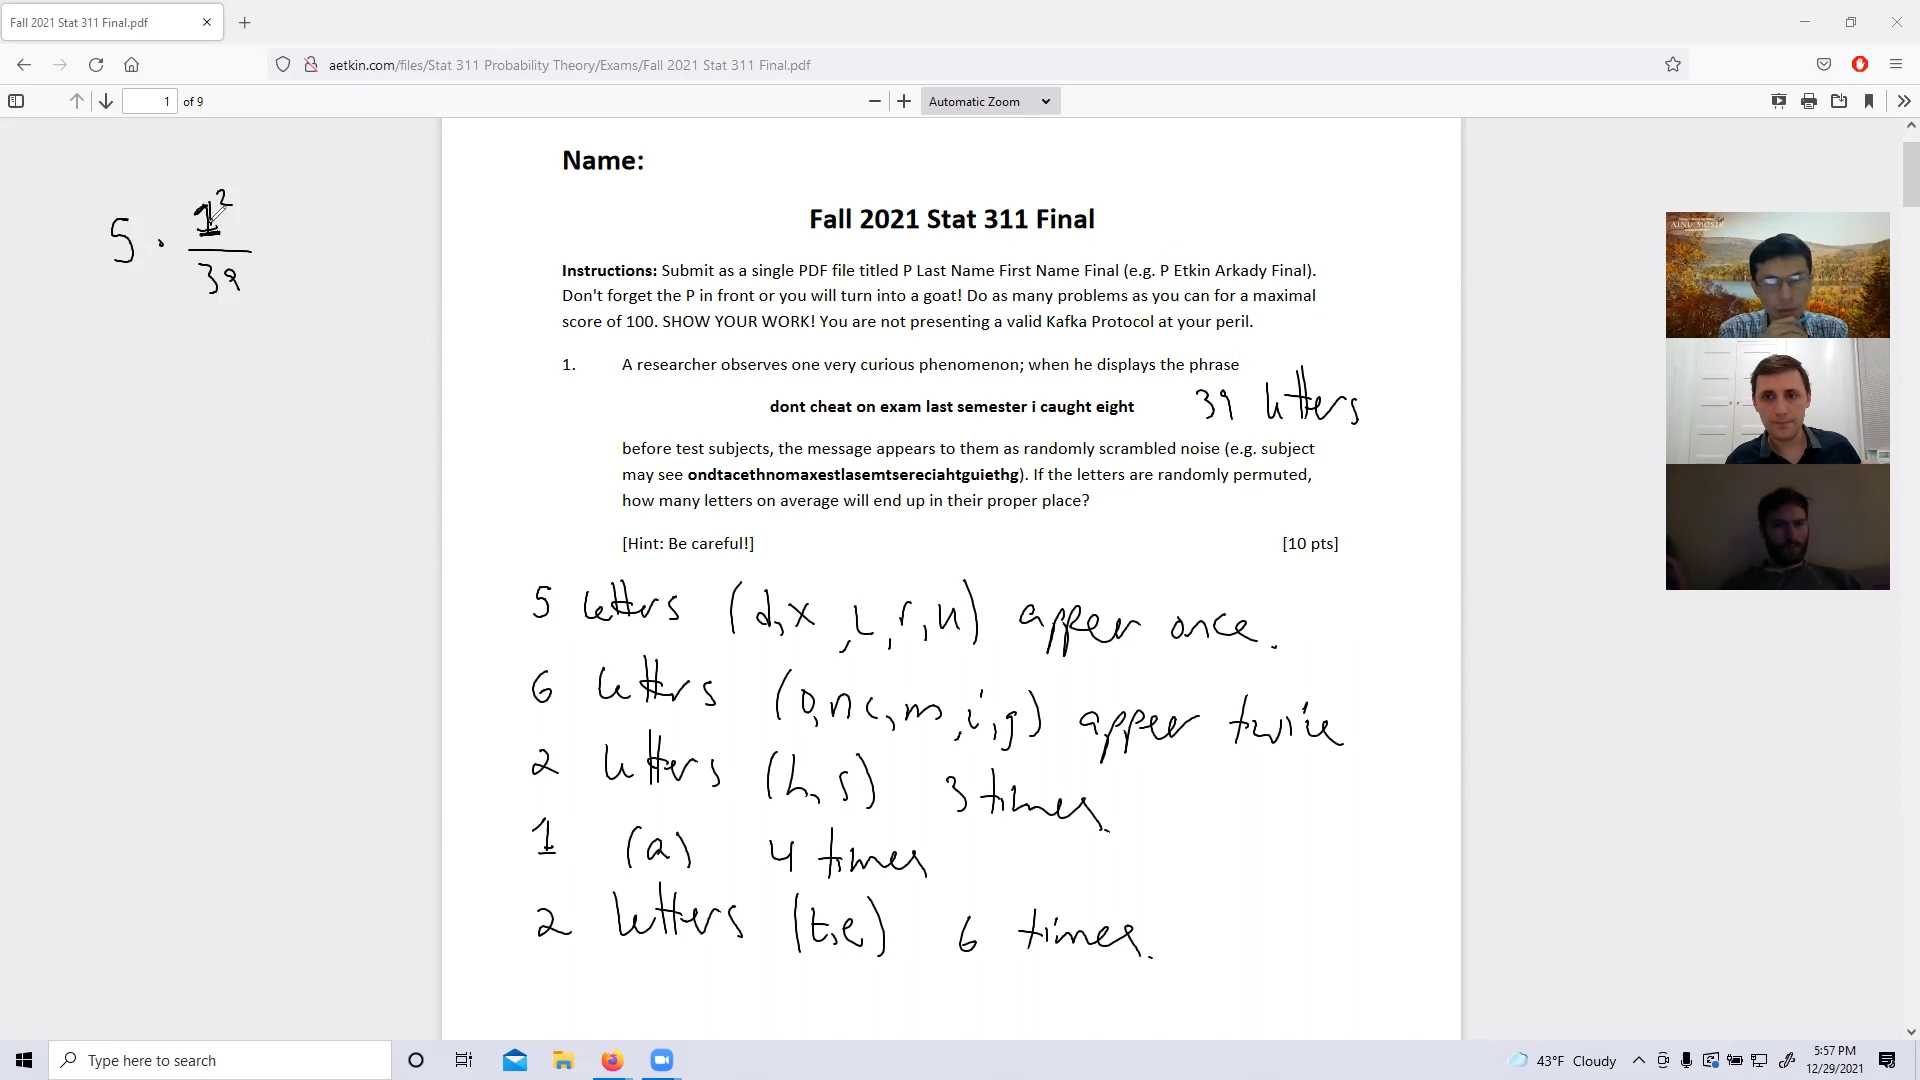 Fall 2021 Stat 311 Final.pdf
aetkin.com/files/Stat 311 Probability Theory/Exams/Fall 2021 Stat 311 Final.pdf
1 of 9
Automatic Zoom
Name:
5 · 1²/39
Fall 2021 Stat 311 Final
Instructions: Submit as a single PDF file titled P Last Name First Name Final (e.g. P Etkin Arkady Final).
Don't forget the P in front or you will turn into a goat! Do as many problems as you can for a maximal
score of 100. SHOW YOUR WORK! You are not presenting a valid Kafka Protocol at your peril.
1. A researcher observes one very curious phenomenon; when he displays the phrase
dont cheat on exam last semester i caught eight
39 letters
before test subjects, the message appears to them as randomly scrambled noise (e.g. subject
may see ondtacethnomaxestlasemtsereciahtguiethg). If the letters are randomly permuted,
how many letters on average will end up in their proper place?
[Hint: Be careful!] [10 pts]
5 letters (d,x,L,r,u) appear once.
6 letters (o,n c,m,i,g) appear twice
2 letters (h, s) 3 times.
1 (a) 4 times
2 letters (t,e) 6 times.
AINU MOSIR
Type here to search
43°F Cloudy
5:57 PM
12/29/2021